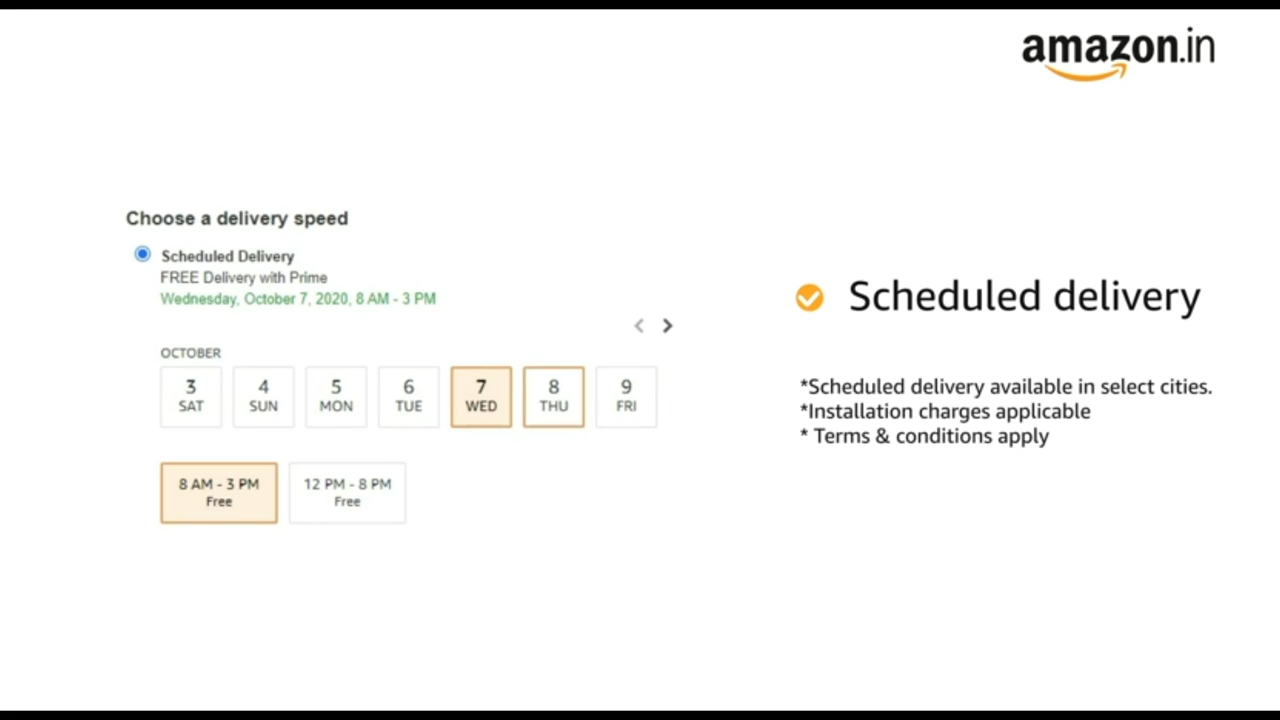 amazon.in
Choose a delivery speed
Scheduled Delivery
FREE Delivery with Prime
Wednesday, October 7, 2020, 8 AM - 3 PM
OCTOBER
3 4 5 6 7 8 9
SAT SUN MON TUE WED THU FRI
8 AM - 3 PM 12 PM - 8 PM
Free Free
Scheduled delivery
*Scheduled delivery available in select cities.
*Installation charges applicable
* Terms & conditions apply